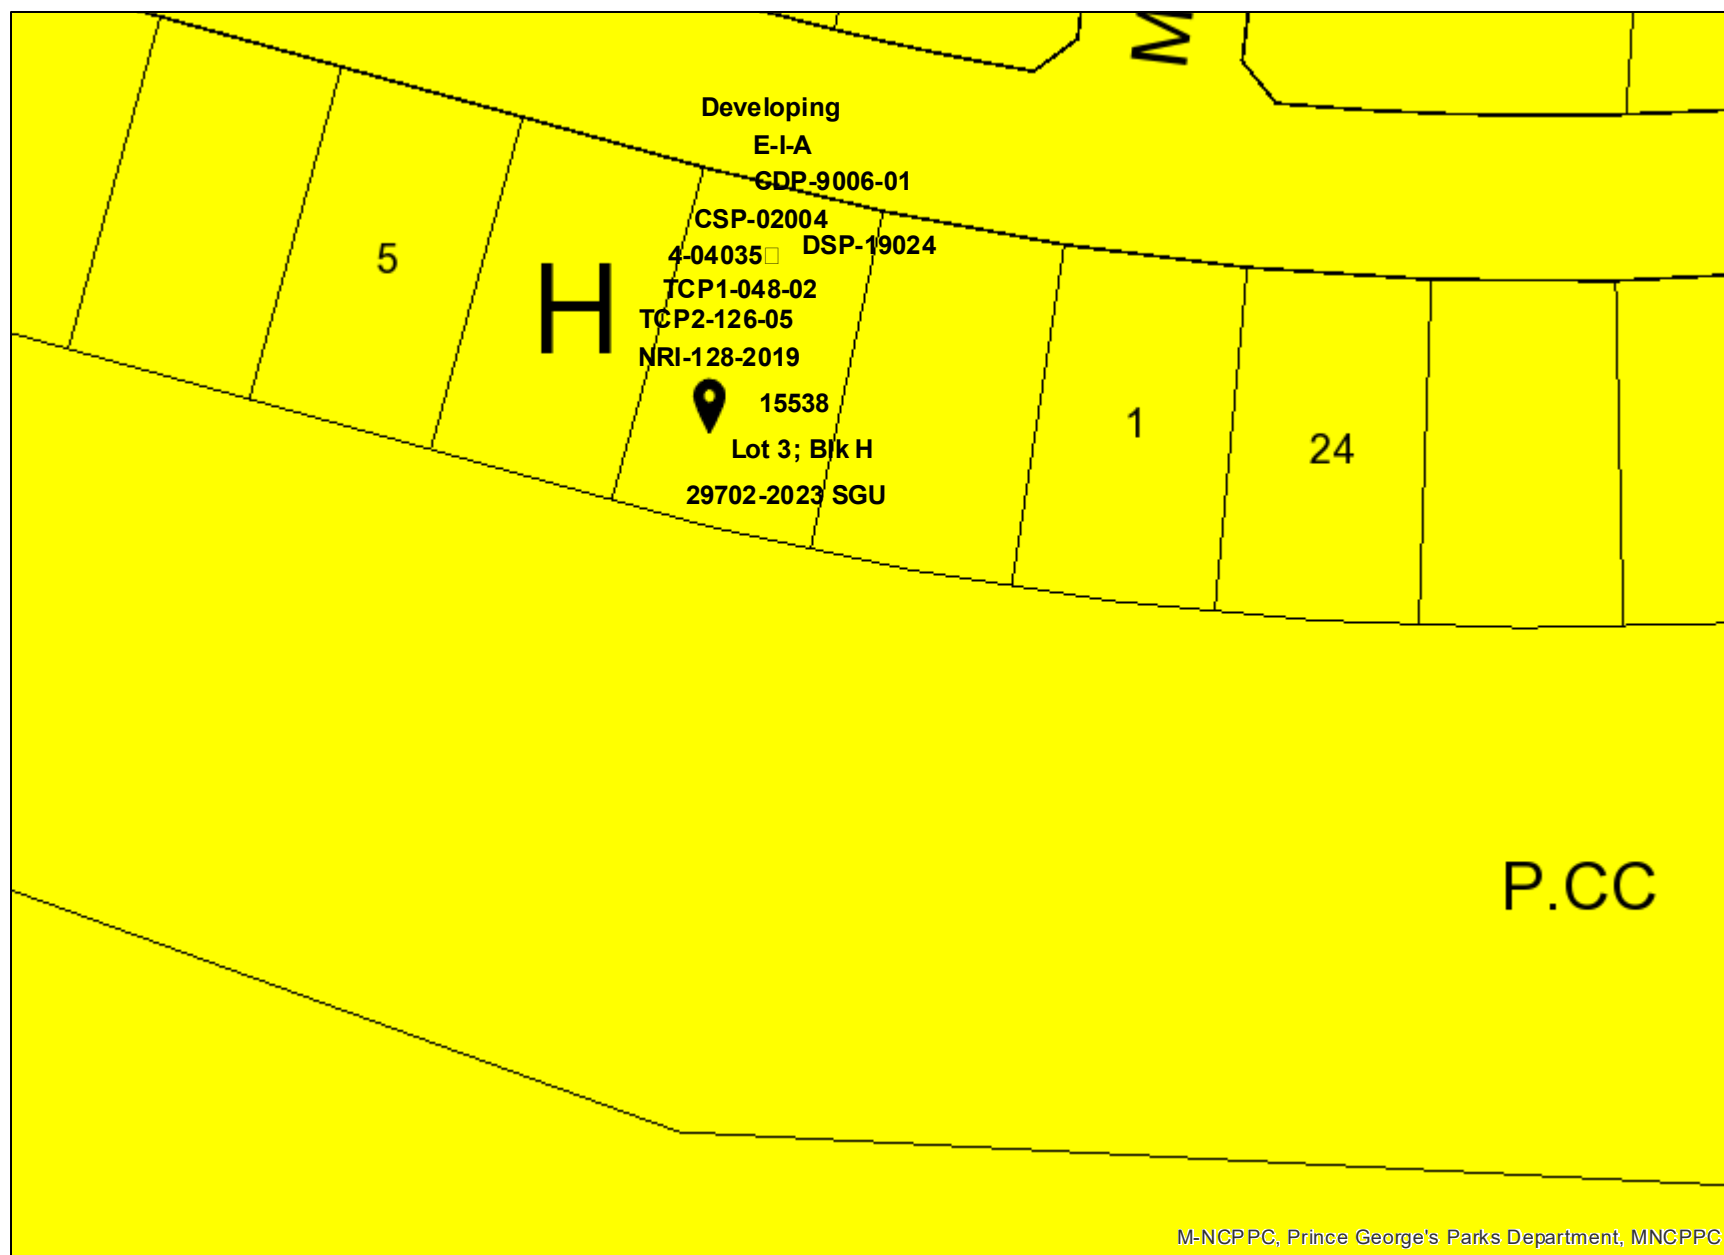 M
Developing
E-I-A
CDP-9006-01
CSP-02004
DSP-19024
4-04035
TCP1-048-02
TCP2-126-05
NRI-128-2019
15538
Lot 3; Blk H
29702-2023 SGU
5
H
1
24
P.CC
M-NCPPC, Prince George's Parks Department, MNCPPC